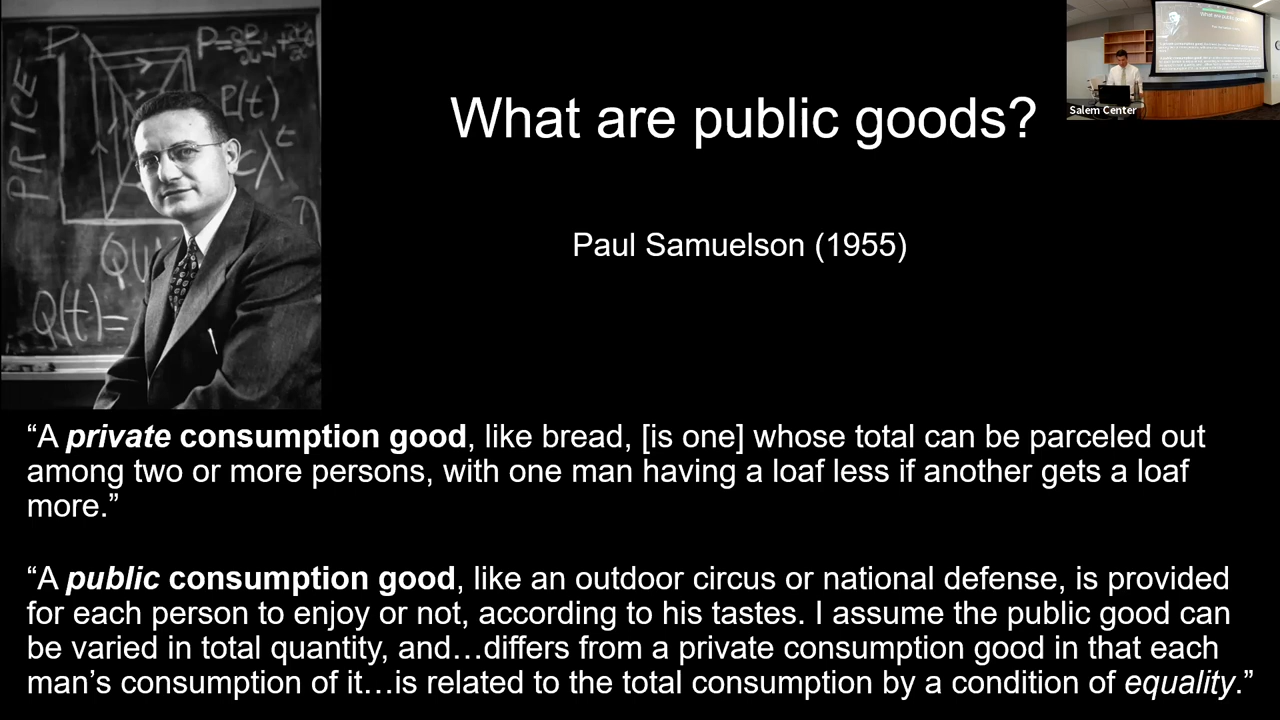 What are public goods?
Salem Center
Paul Samuelson (1955)
PRICE
P(t)
QU
Q(t)=
“A private consumption good, like bread, [is one] whose total can be parceled out
among two or more persons, with one man having a loaf less if another gets a loaf
more.”
“A public consumption good, like an outdoor circus or national defense, is provided
for each person to enjoy or not, according to his tastes. I assume the public good can
be varied in total quantity, and…differs from a private consumption good in that each
man’s consumption of it…is related to the total consumption by a condition of equality.”